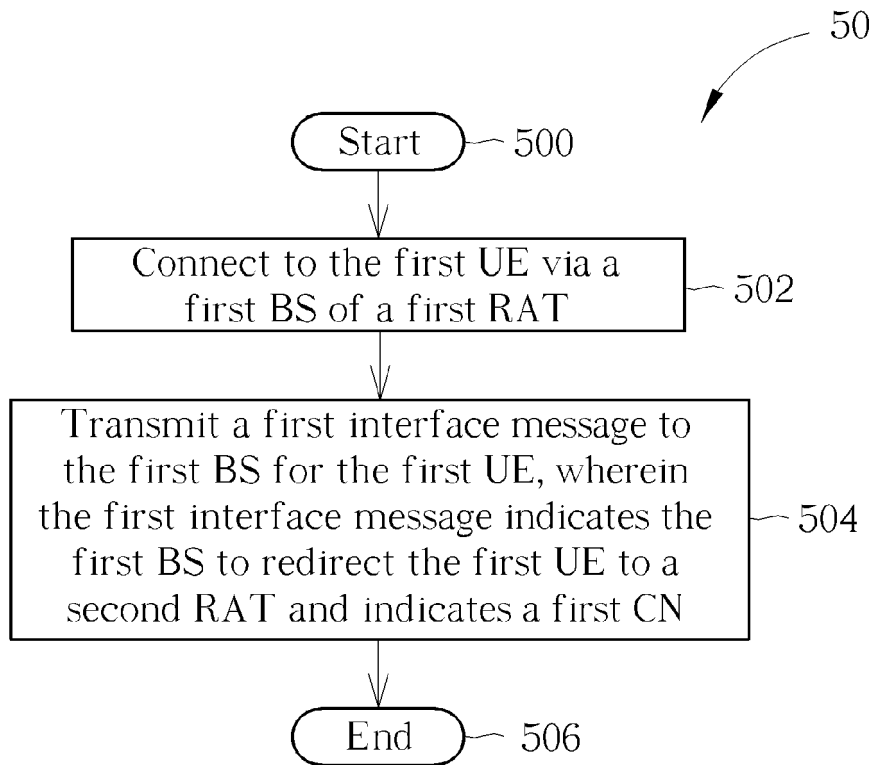 50
Start
500
Connect to the first UE via a
first BS of a first RAT
502
Transmit a first interface message to
the first BS for the first UE, wherein
the first interface message indicates the
first BS to redirect the first UE to a
second RAT and indicates a first CN
504
End
506